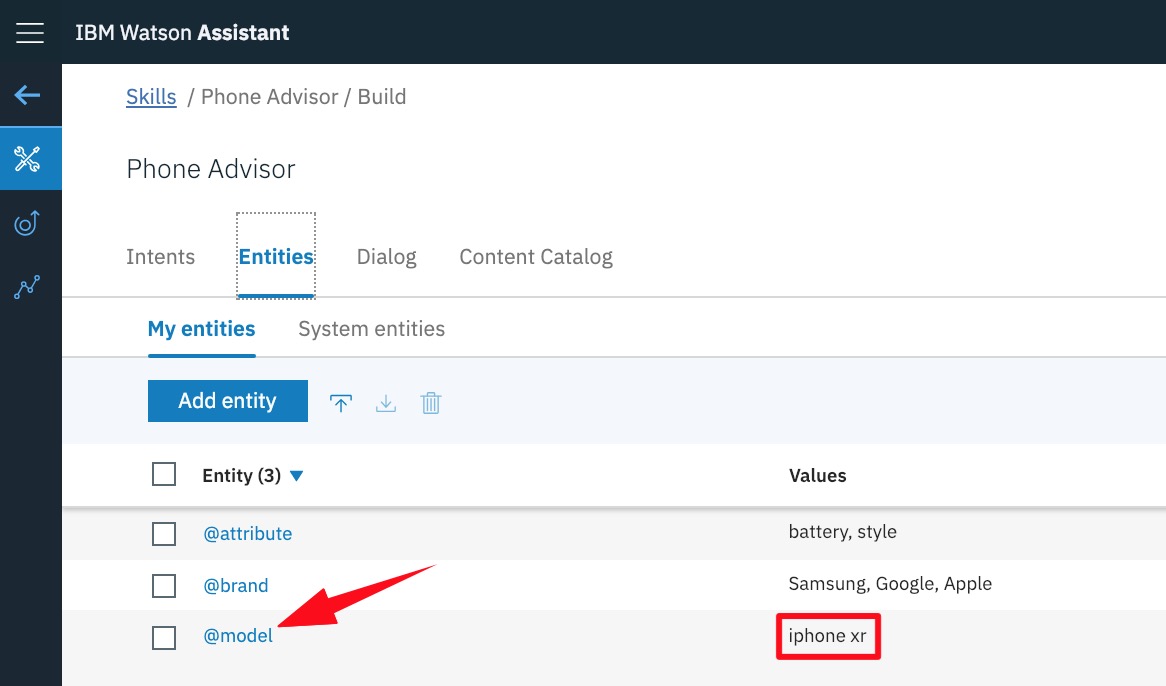 IBM Watson Assistant
Skills / Phone Advisor / Build
Phone Advisor
Intents Entities Dialog Content Catalog
My entities System entities
Add entity
Entity (3) Values
@attribute battery, style
@brand Samsung, Google, Apple
@model iphone xr